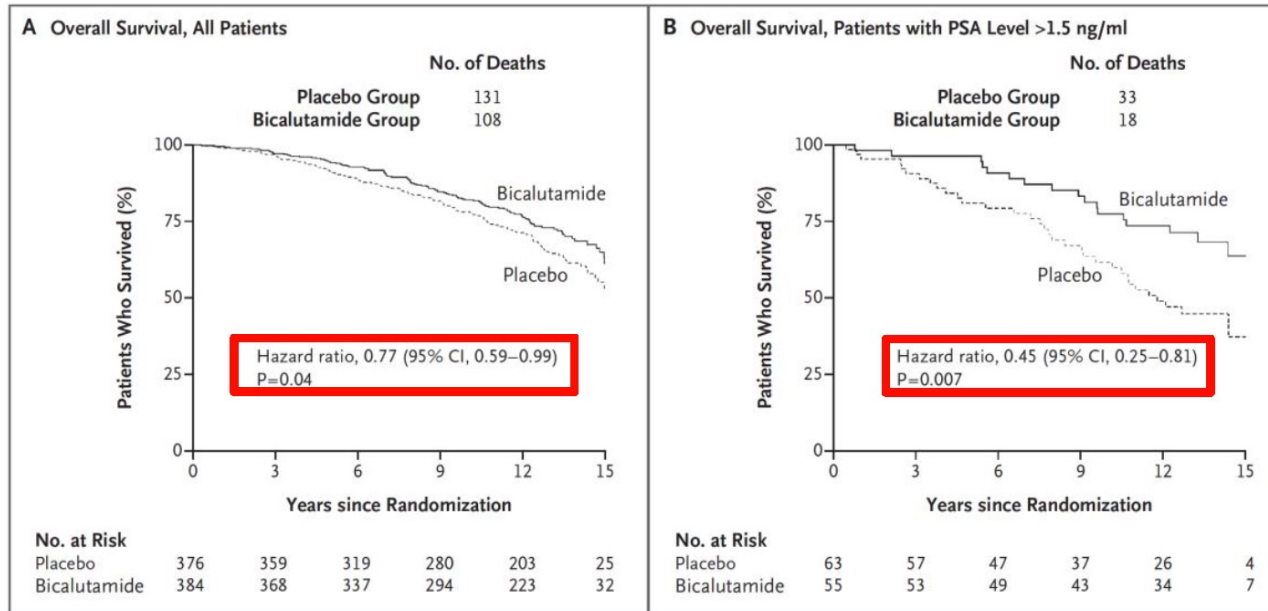 A Overall Survival, All Patients
No. of Deaths
Placebo Group 131
Bicalutamide Group 108
Patients Who Survived (%)
100
75
50
25
0
Bicalutamide
Placebo
Hazard ratio, 0.77 (95% CI, 0.59–0.99)
P=0.04
0 3 6 9 12 15
Years since Randomization
No. at Risk
Placebo 376 359 319 280 203 25
Bicalutamide 384 368 337 294 223 32
B Overall Survival, Patients with PSA Level >1.5 ng/ml
No. of Deaths
Placebo Group 33
Bicalutamide Group 18
Patients Who Survived (%)
100
75
50
25
0
Bicalutamide
Placebo
Hazard ratio, 0.45 (95% CI, 0.25–0.81)
P=0.007
0 3 6 9 12 15
Years since Randomization
No. at Risk
Placebo 63 57 47 37 26 4
Bicalutamide 55 53 49 43 34 7